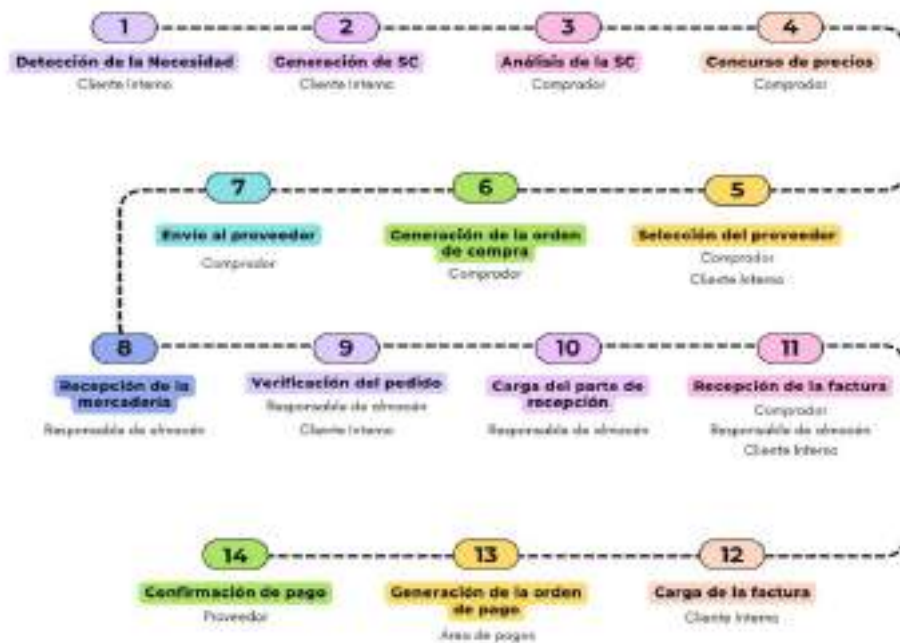 1
Detección de la Necesidad
Cliente Interno
2
Generación de SC
Cliente Interno
3
Análisis de la SC
Comprador
4
Concurso de precios
Comprador
5
Selección del proveedor
Comprador
Cliente Interno
6
Generación de la orden
de compra
Comprador
7
Envío al proveedor
Comprador
8
Recepción de la
mercadería
Responsable de almacén
9
Verificación del pedido
Responsable de almacén
Cliente Interno
10
Carga del parte de
recepción
Responsable de almacén
11
Recepción de la factura
Comprador
Responsable de almacén
Cliente Interno
12
Carga de la factura
Cliente Interno
13
Generación de la orden
de pago
Área de pagos
14
Confirmación de pago
Proveedor